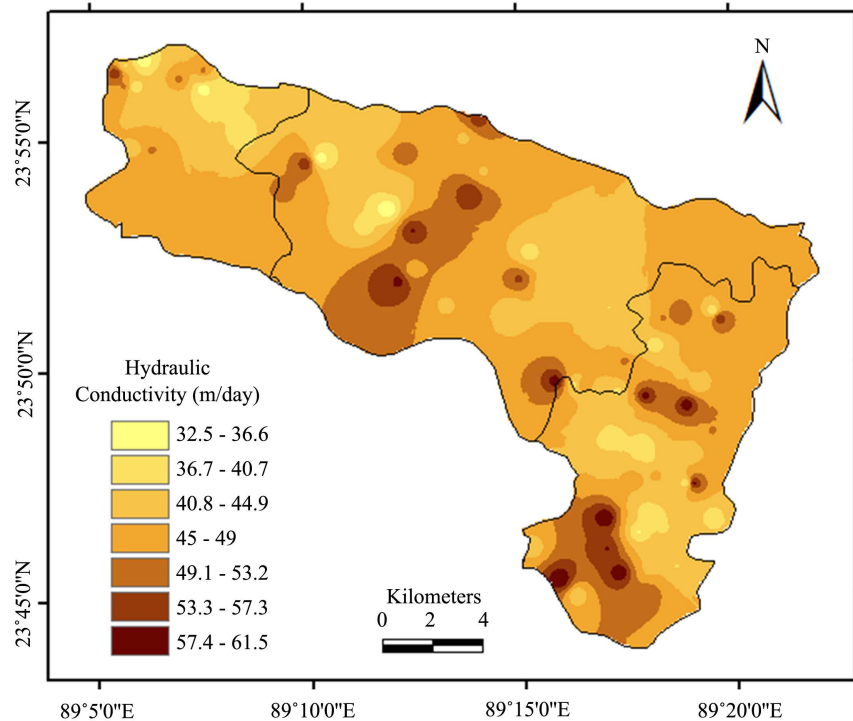 N
23°55'0"N
23°50'0"N
23°45'0"N
Hydraulic
Conductivity (m/day)
32.5 - 36.6
36.7 - 40.7
40.8 - 44.9
45 - 49
49.1 - 53.2
53.3 - 57.3
57.4 - 61.5
Kilometers
0 2 4
89°5'0"E
89°10'0"E
89°15'0"E
89°20'0"E